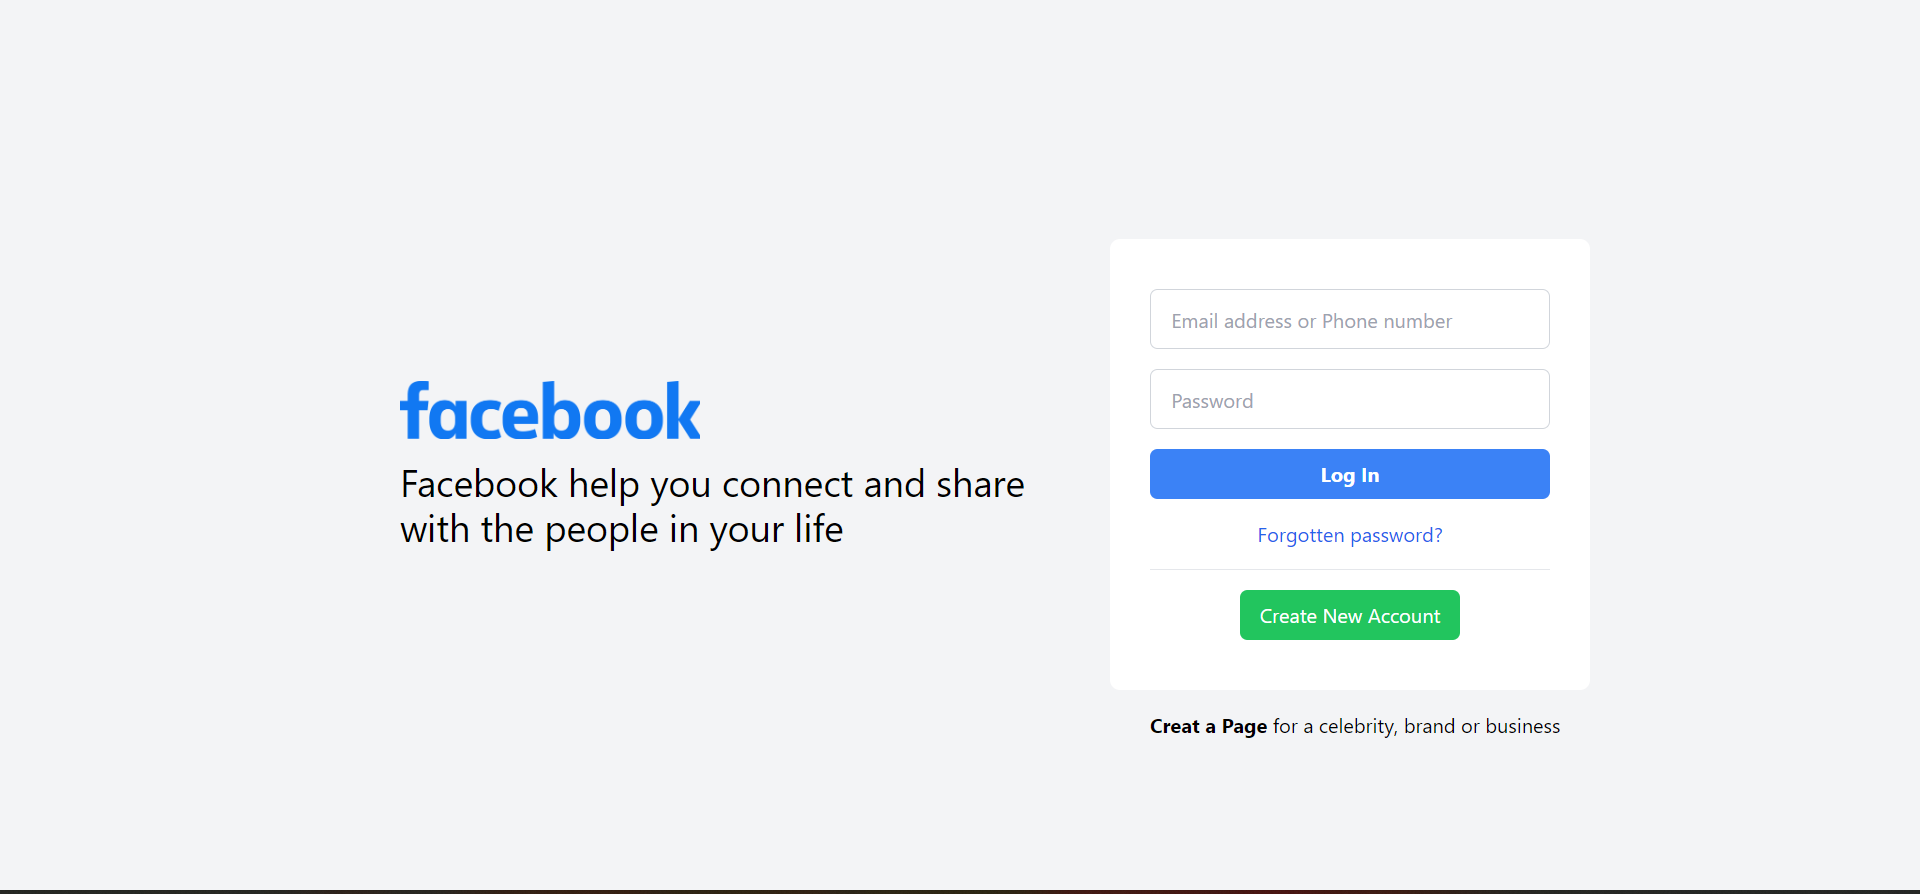 facebook
Facebook help you connect and share
with the people in your life
Email address or Phone number
Password
Log In
Forgotten password?
Create New Account
Creat a Page for a celebrity, brand or business